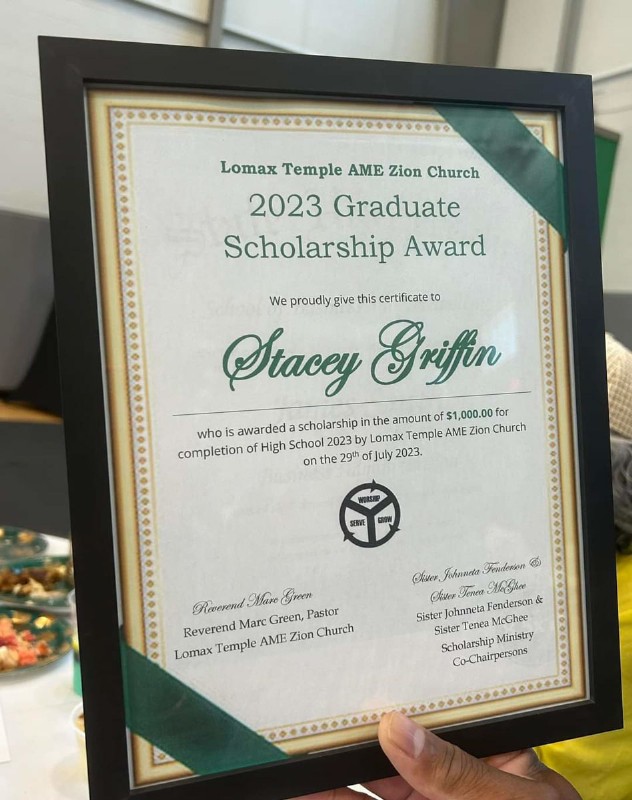 Lomax Temple AME Zion Church
2023 Graduate
Scholarship Award
We proudly give this certificate to
Stacey Griffin
who is awarded a scholarship in the amount of $1,000.00 for
completion of High School 2023 by Lomax Temple AME Zion Church
on the 29th of July 2023.
WORSHIP
SERVE GROW
Reverend Marc Green
Reverend Marc Green, Pastor
Lomax Temple AME Zion Church
Sister Johnneta Fenderson &
Sister Tenea McGhee
Sister Johnneta Fenderson &
Sister Tenea McGhee
Scholarship Ministry
Co-Chairpersons